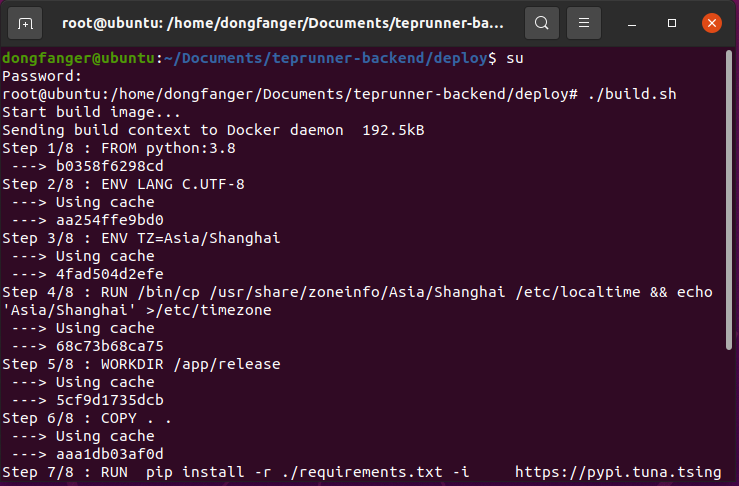 root@ubuntu: /home/dongfanger/Documents/teprunner-ba...
dongfanger@ubuntu:~/Documents/teprunner-backend/deploy$ su
Password:
root@ubuntu:/home/dongfanger/Documents/teprunner-backend/deploy# ./build.sh
Start build image...
Sending build context to Docker daemon  192.5kB
Step 1/8 : FROM python:3.8
 ---> b0358f6298cd
Step 2/8 : ENV LANG C.UTF-8
 ---> Using cache
 ---> aa254ffe9bd0
Step 3/8 : ENV TZ=Asia/Shanghai
 ---> Using cache
 ---> 4fad504d2efe
Step 4/8 : RUN /bin/cp /usr/share/zoneinfo/Asia/Shanghai /etc/localtime && echo
'Asia/Shanghai' >/etc/timezone
 ---> Using cache
 ---> 68c73b68ca75
Step 5/8 : WORKDIR /app/release
 ---> Using cache
 ---> 5cf9d1735dcb
Step 6/8 : COPY . .
 ---> Using cache
 ---> aaa1db03af0d
Step 7/8 : RUN  pip install -r ./requirements.txt -i     https://pypi.tuna.tsing